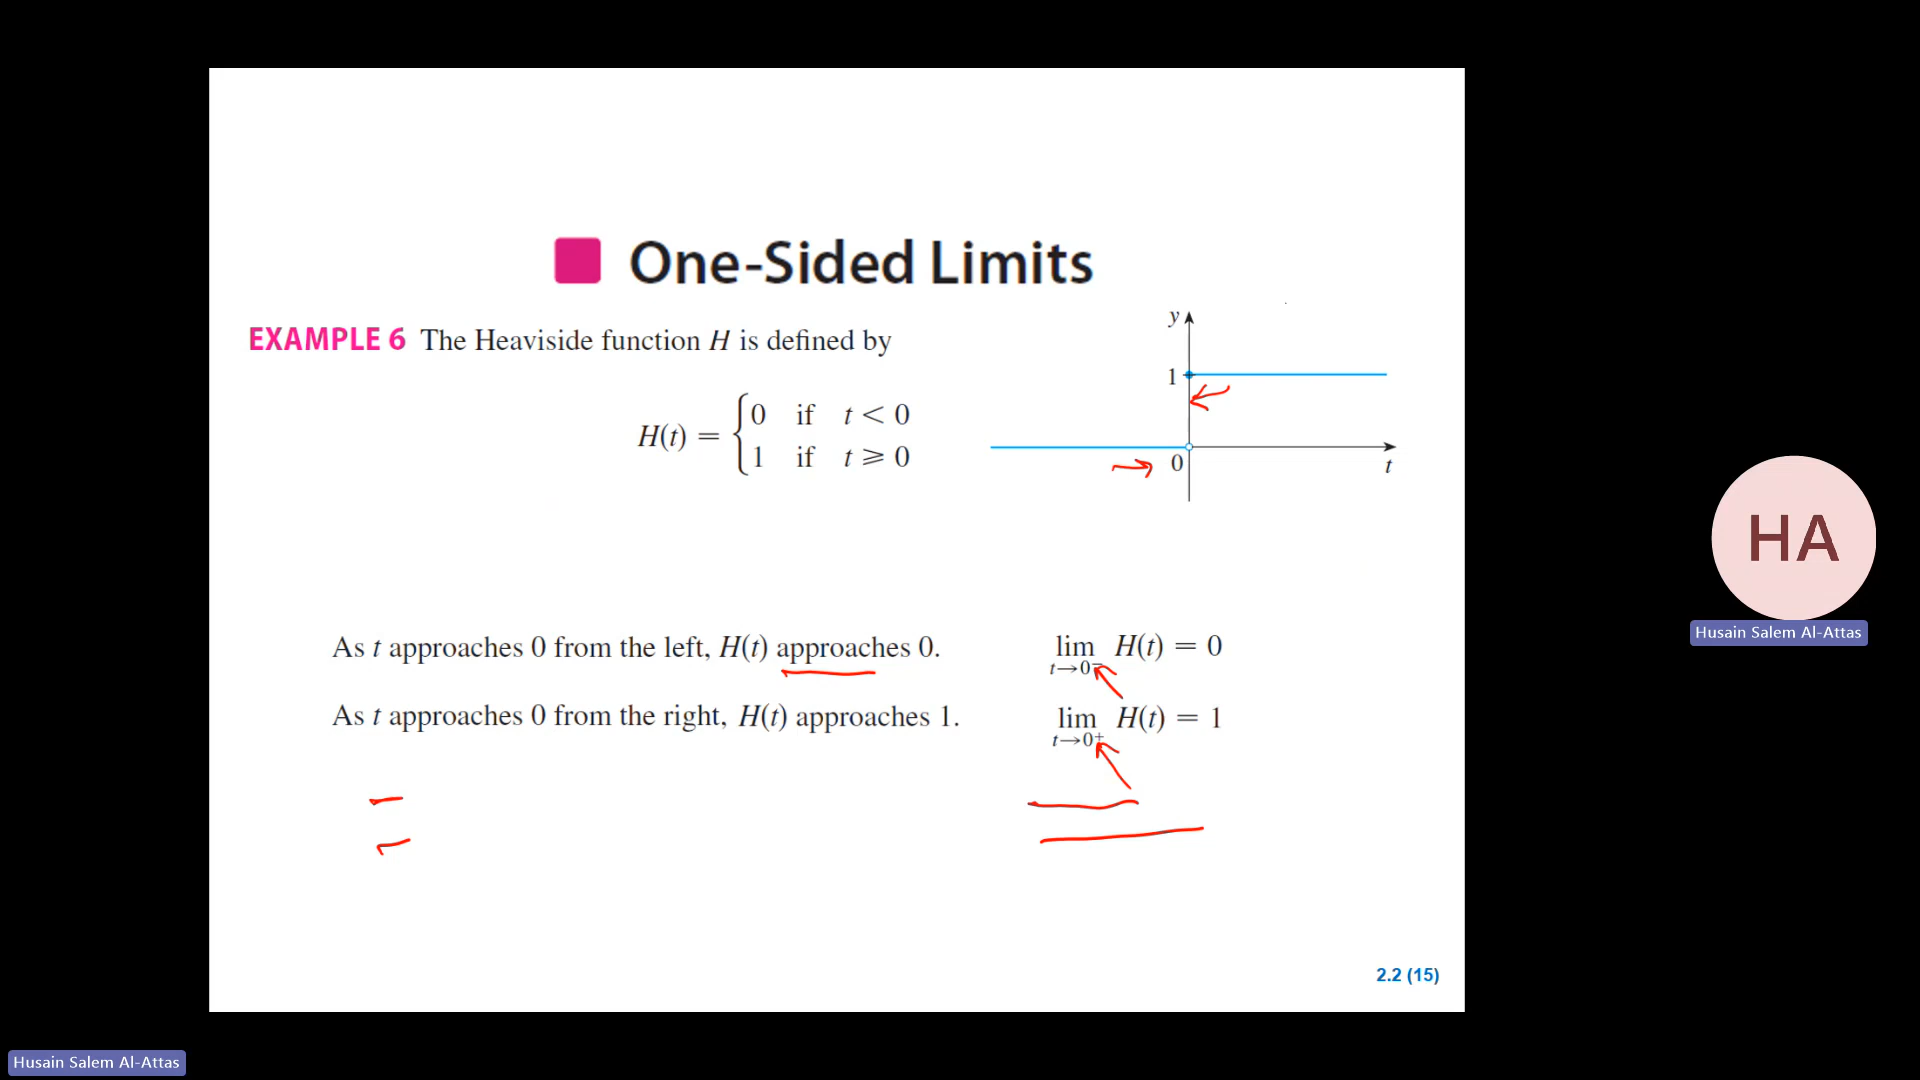 One-Sided Limits
EXAMPLE 6 The Heaviside function H is defined by
H(t) = { 0 if t < 0
1 if t ⩾ 0
y
1
0
t
As t approaches 0 from the left, H(t) approaches 0. lim t→0⁻ H(t) = 0
As t approaches 0 from the right, H(t) approaches 1. lim t→0⁺ H(t) = 1
2.2 (15)
HA
Husain Salem Al-Attas
Husain Salem Al-Attas